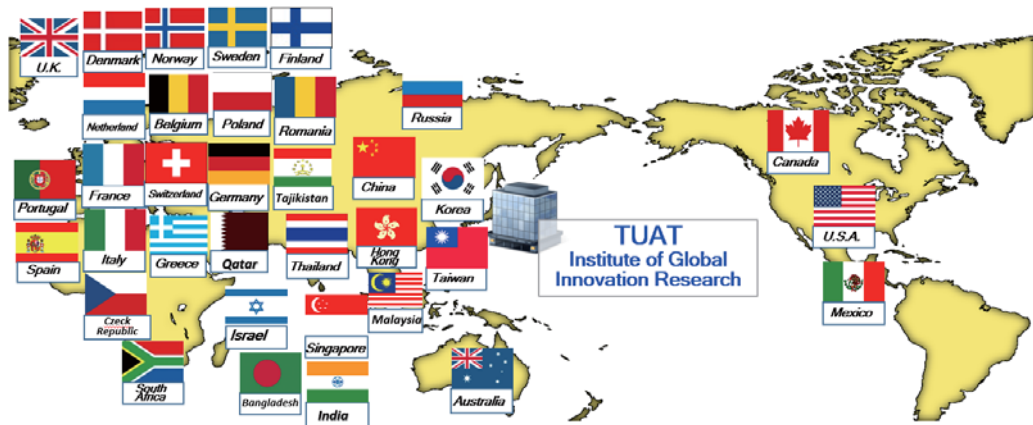 U.K.
Denmark
Norway
Sweden
Finland
Netherland
Belgium
Poland
Romania
Russia
Portugal
France
Switzerland
Germany
Tajikistan
China
Korea
Canada
Spain
Italy
Greece
Qatar
Thailand
Hong
Kong
Taiwan
TUAT
Institute of Global
Innovation Research
U.S.A.
Czeck
Republic
Israel
Singapore
Malaysia
Mexico
South
Africa
Bangladesh
India
Australia